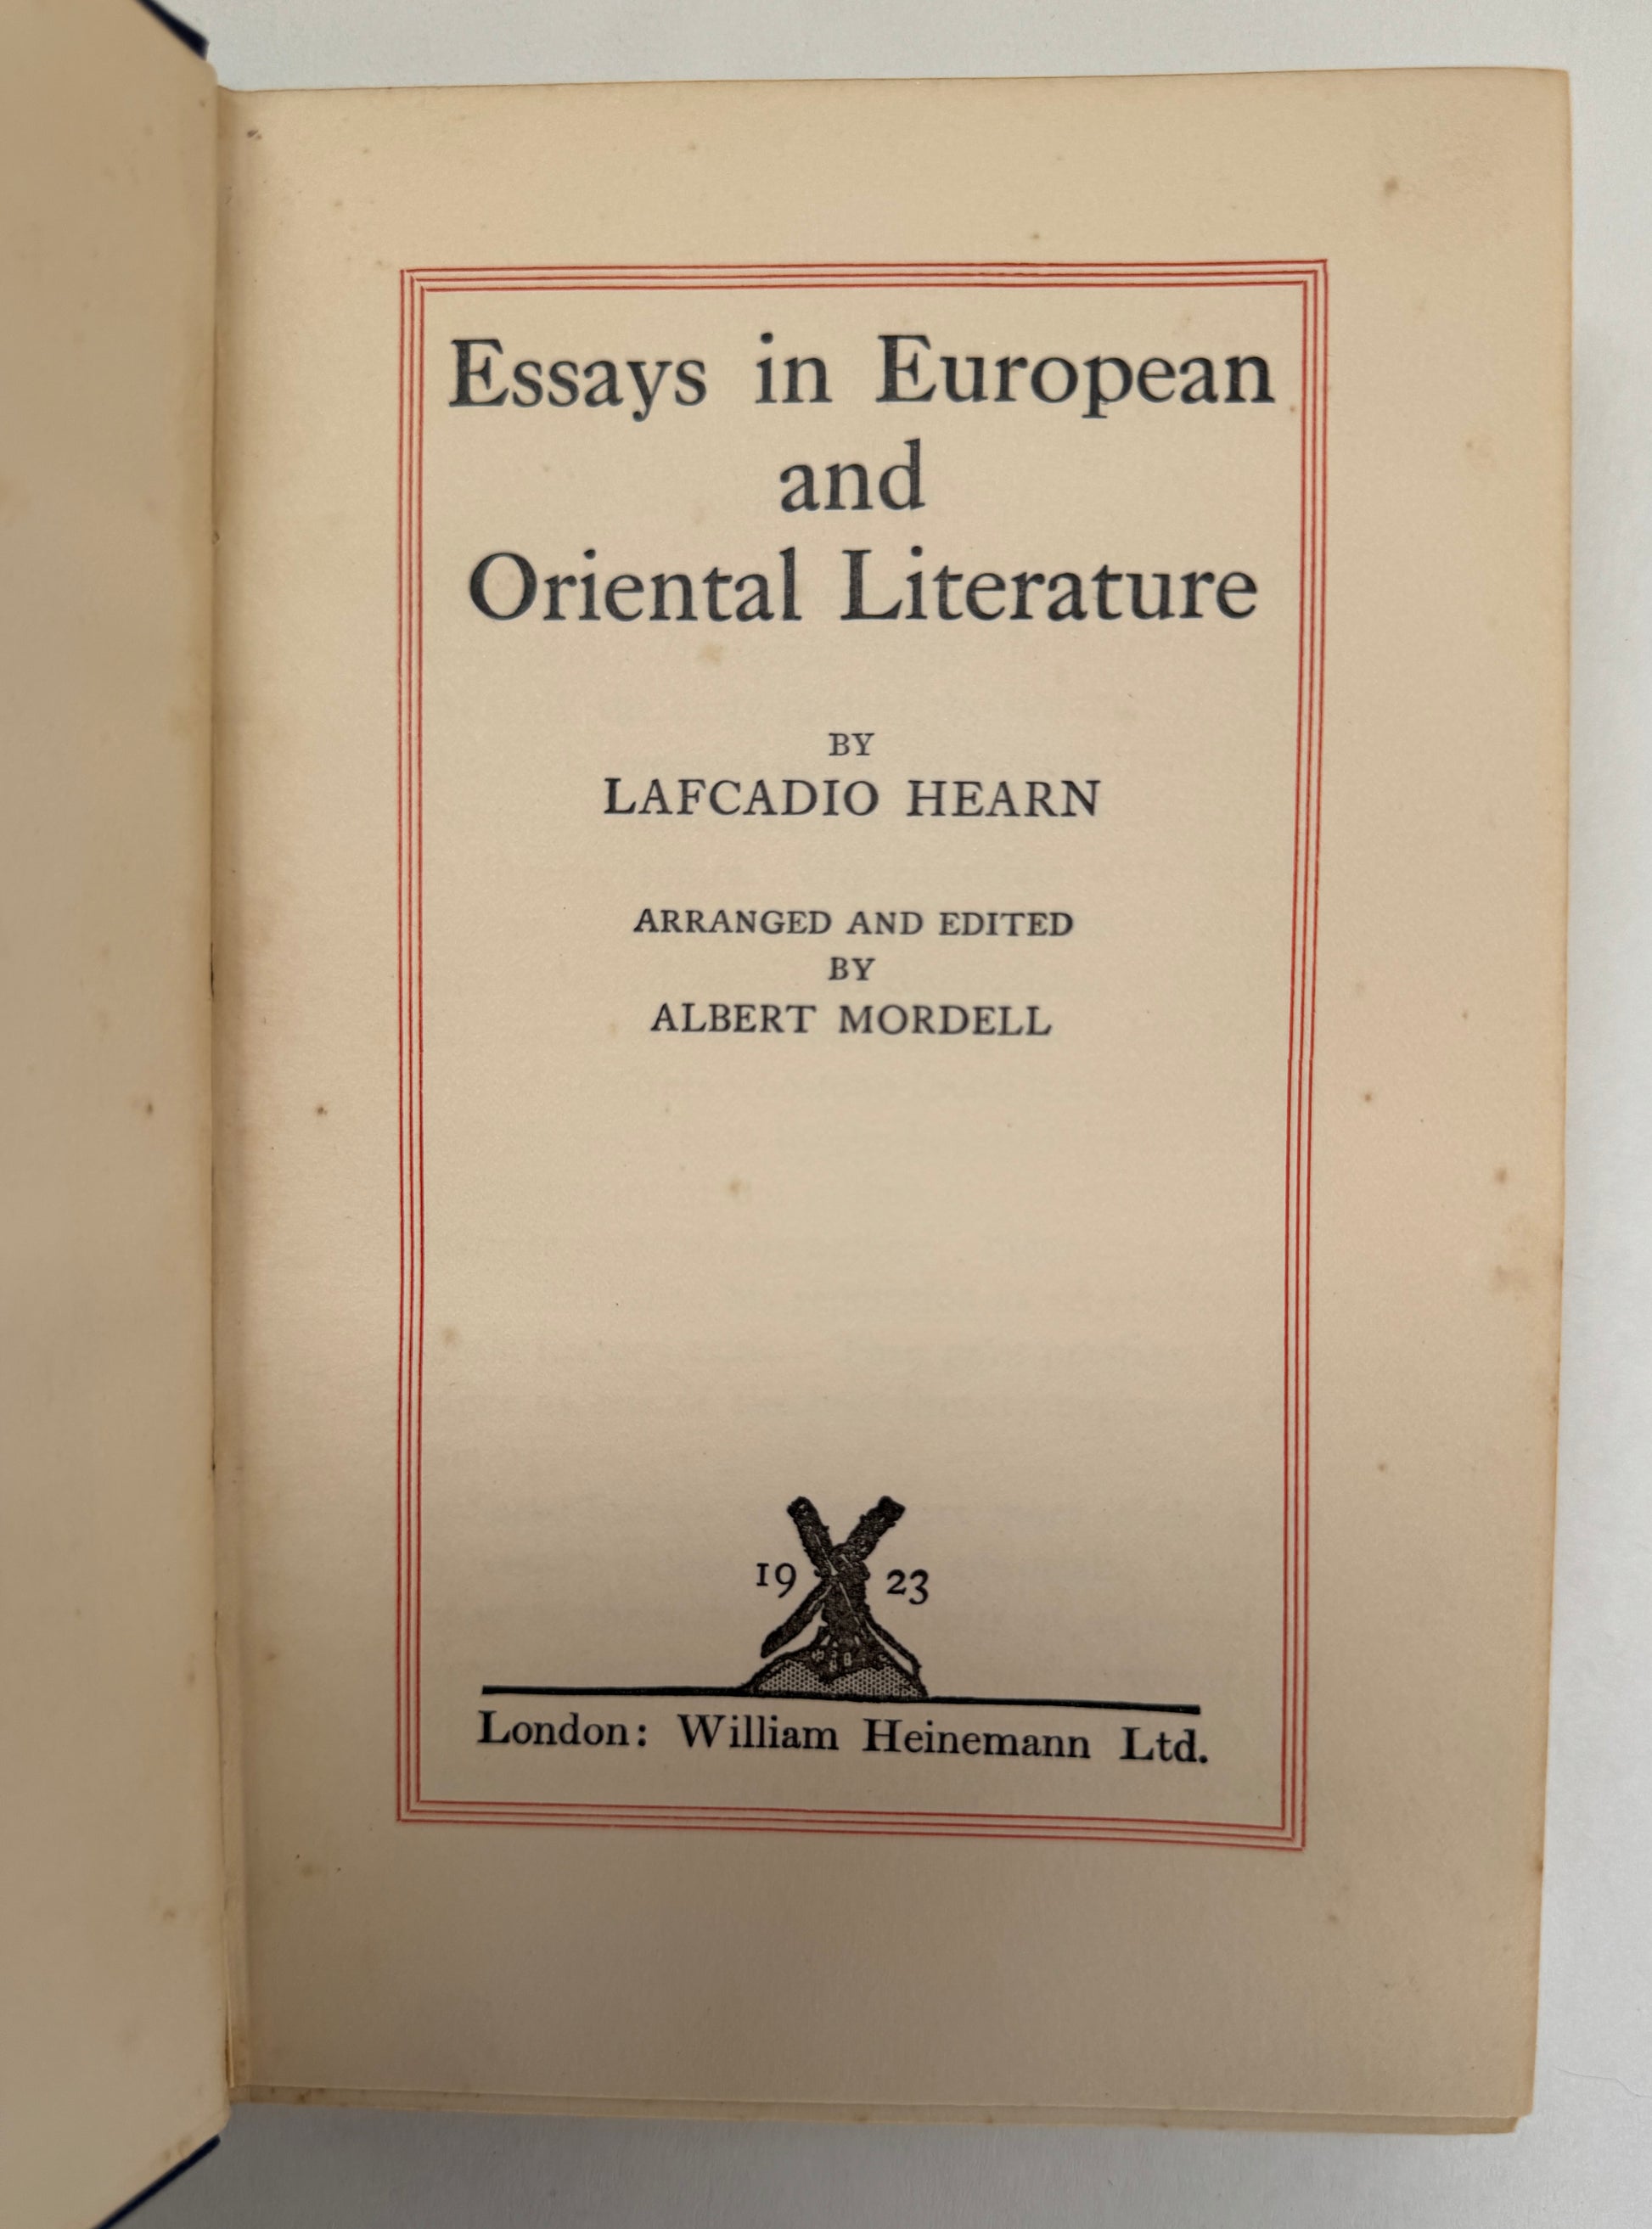 Essays in European
and
Oriental Literature
BY
LAFCADIO HEARN
ARRANGED AND EDITED
BY
ALBERT MORDELL
19 23
London: William Heinemann Ltd.